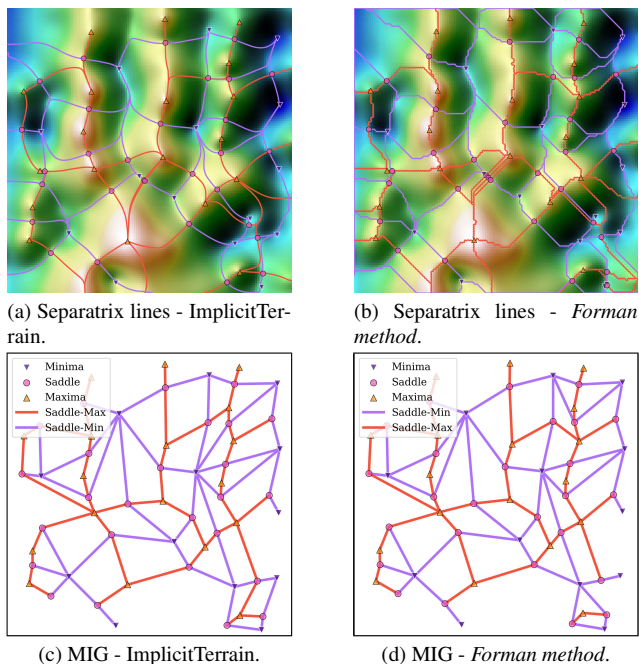 (a) Separatrix lines - ImplicitTer-
rain.
(b) Separatrix lines - Forman
method.
Minima
Saddle
Maxima
Saddle-Max
Saddle-Min
Minima
Saddle
Maxima
Saddle-Min
Saddle-Max
(c) MIG - ImplicitTerrain.
(d) MIG - Forman method.